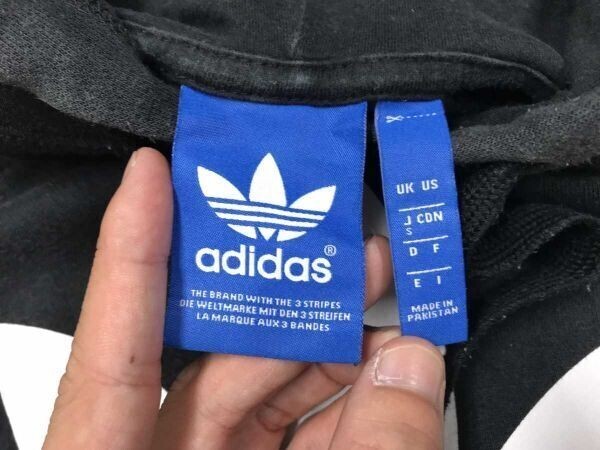 adidas®
THE BRAND WITH THE 3 STRIPES
DIE WELTMARKE MIT DEN 3 STREIFEN
LA MARQUE AUX 3 BANDES
UK US
J CDN
S
D F
E I
MADE IN
PAKISTAN